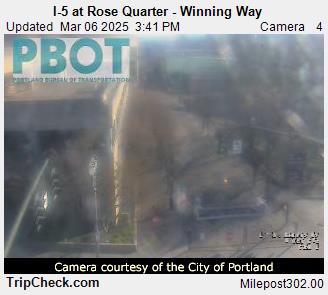 I-5 at Rose Quarter - Winning Way
Updated  Mar 06 2025  3:41 PM
Camera  4
PBOT
PORTLAND BUREAU OF TRANSPORTATION
Camera courtesy of the City of Portland
TripCheck.com
Milepost302.00